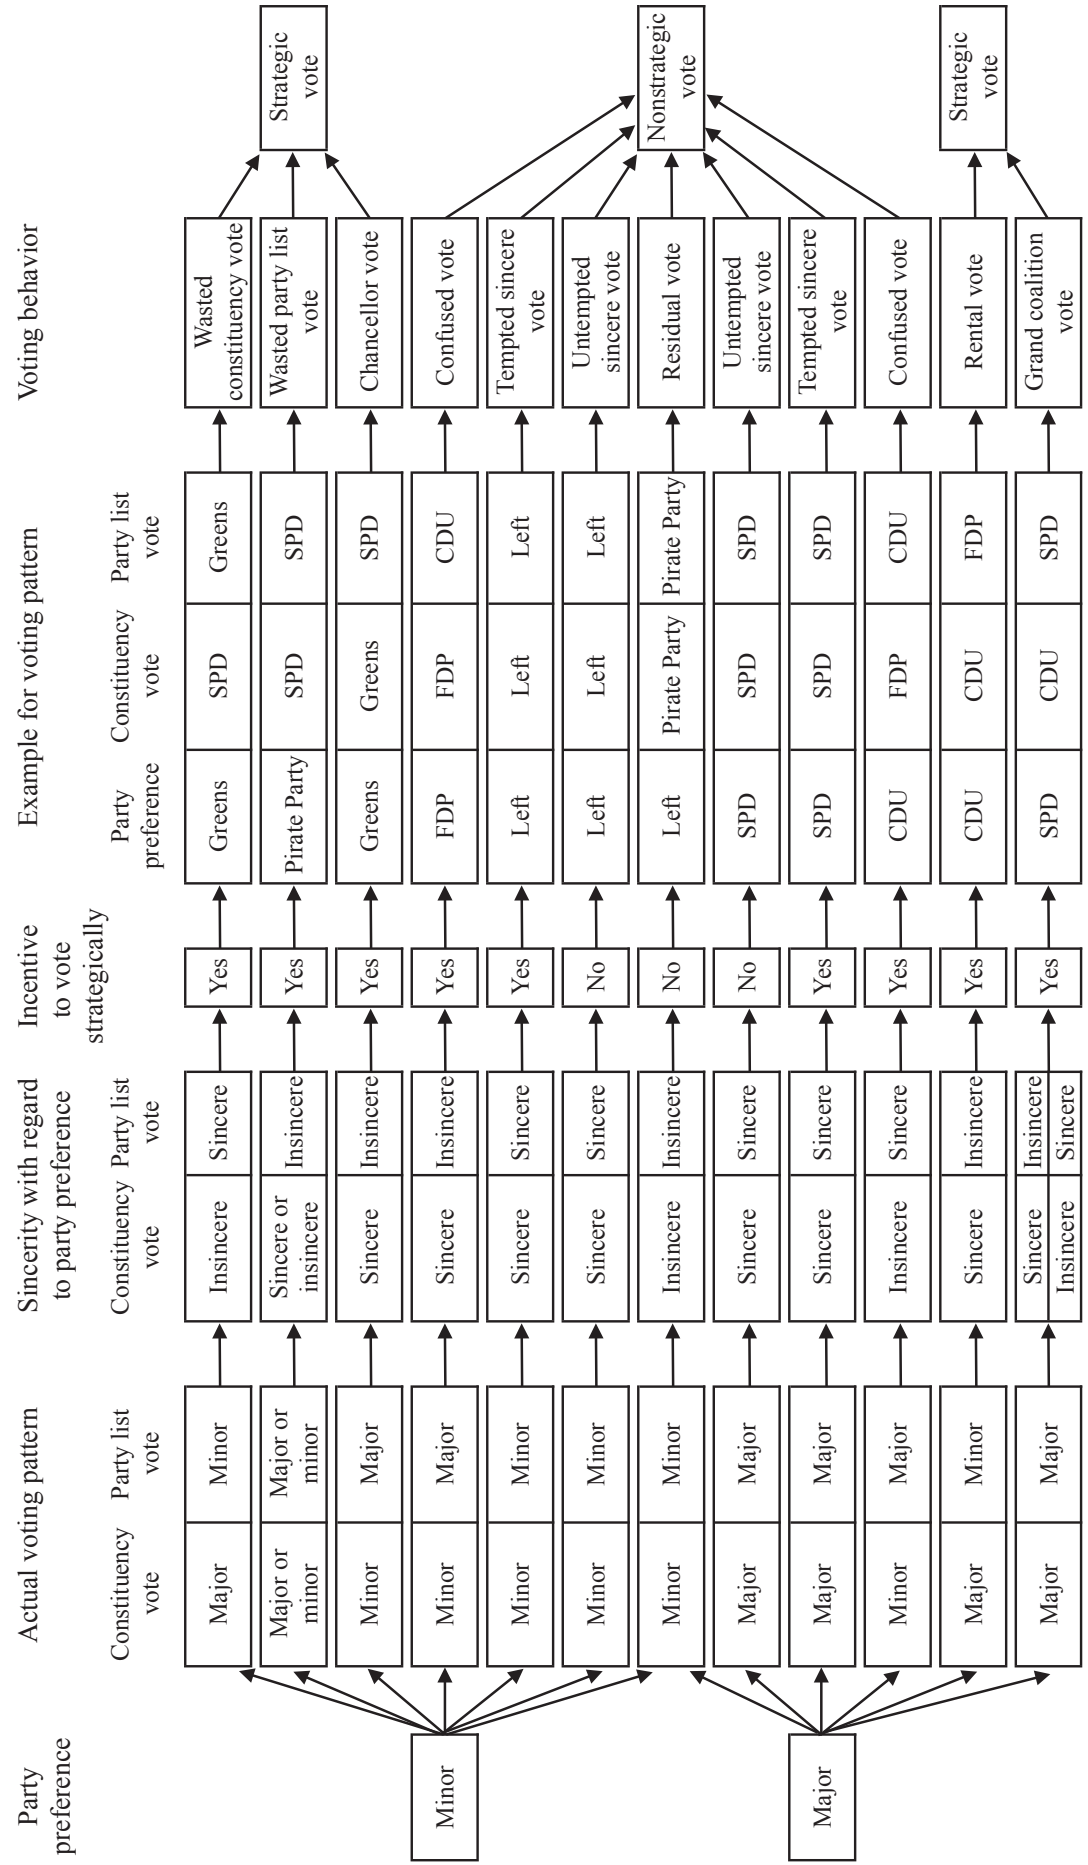 Party
preference
Actual voting pattern
Sincerity with regard
to party preference
Incentive
to vote
strategically
Example for voting pattern
Voting behavior
Constituency
vote
Party list
vote
Constituency
vote
Party list
vote
Party
preference
Constituency
vote
Party list
vote
Minor
Major
Major
Minor
Insincere
Sincere
Yes
Greens
SPD
Greens
Wasted
constituency vote
Major or
minor
Major or
minor
Sincere or
insincere
Insincere
Yes
Pirate Party
SPD
SPD
Wasted party list
vote
Minor
Major
Sincere
Insincere
Yes
Greens
Greens
SPD
Chancellor vote
Minor
Major
Sincere
Insincere
Yes
FDP
FDP
CDU
Confused vote
Minor
Minor
Sincere
Sincere
Yes
Left
Left
Left
Tempted sincere
vote
Minor
Minor
Sincere
Sincere
No
Left
Left
Left
Untempted
sincere vote
Minor
Minor
Insincere
Insincere
No
Left
Pirate Party
Pirate Party
Residual vote
Major
Major
Sincere
Sincere
No
SPD
SPD
SPD
Untempted
sincere vote
Major
Major
Sincere
Sincere
Yes
SPD
SPD
SPD
Tempted sincere
vote
Minor
Major
Insincere
Sincere
Yes
CDU
FDP
CDU
Confused vote
Major
Minor
Sincere
Insincere
Yes
CDU
CDU
FDP
Rental vote
Major
Major
Sincere
Insincere
Insincere
Sincere
Yes
SPD
CDU
SPD
Grand coalition
vote
Strategic
vote
Nonstrategic
vote
Strategic
vote